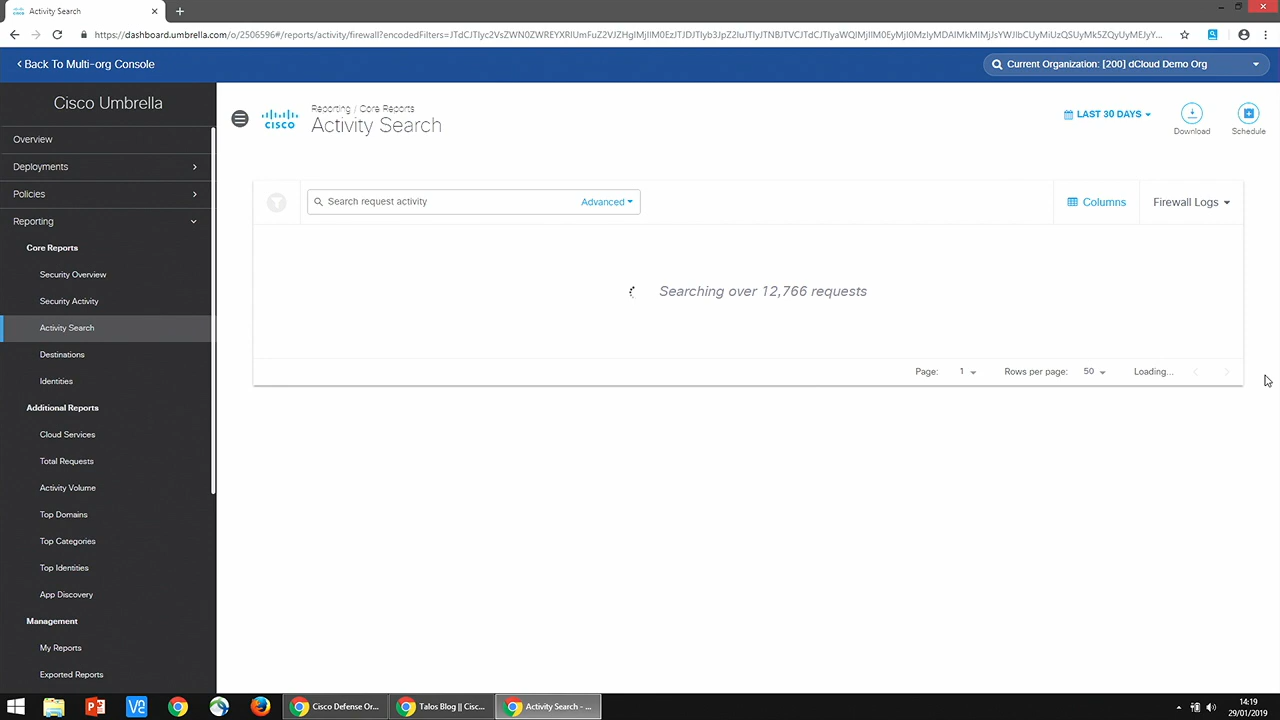 Activity Search
https://dashboard.umbrella.com/o/2506596#/reports/activity/firewall?encodedFilters=
Back To Multi-org Console
Current Organization: [200] dCloud Demo Org
Cisco Umbrella
Overview
Deployments
Policies
Reporting
Core Reports
Security Overview
Security Activity
Activity Search
Destinations
Identities
Additional Reports
Cloud Services
Total Requests
Activity Volume
Top Domains
Top Categories
Top Identities
App Discovery
Management
My Reports
Exported Reports
CISCO
Reporting / Core Reports
Activity Search
LAST 30 DAYS
Download
Schedule
Search request activity
Advanced
Columns
Firewall Logs
Searching over 12,766 requests
Page: 1
Rows per page: 50
Loading...
Cisco Defense Or...
Talos Blog || Cisc...
Activity Search - ...
14:19
29/01/2019